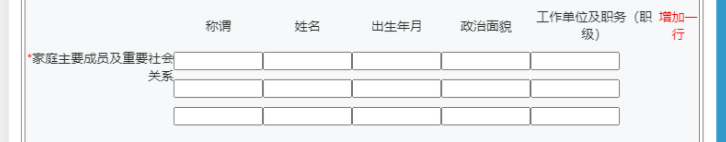 称谓 姓名 出生年月 政治面貌 工作单位及职务（职 增加一
级） 行
*家庭主要成员及重要社会
关系